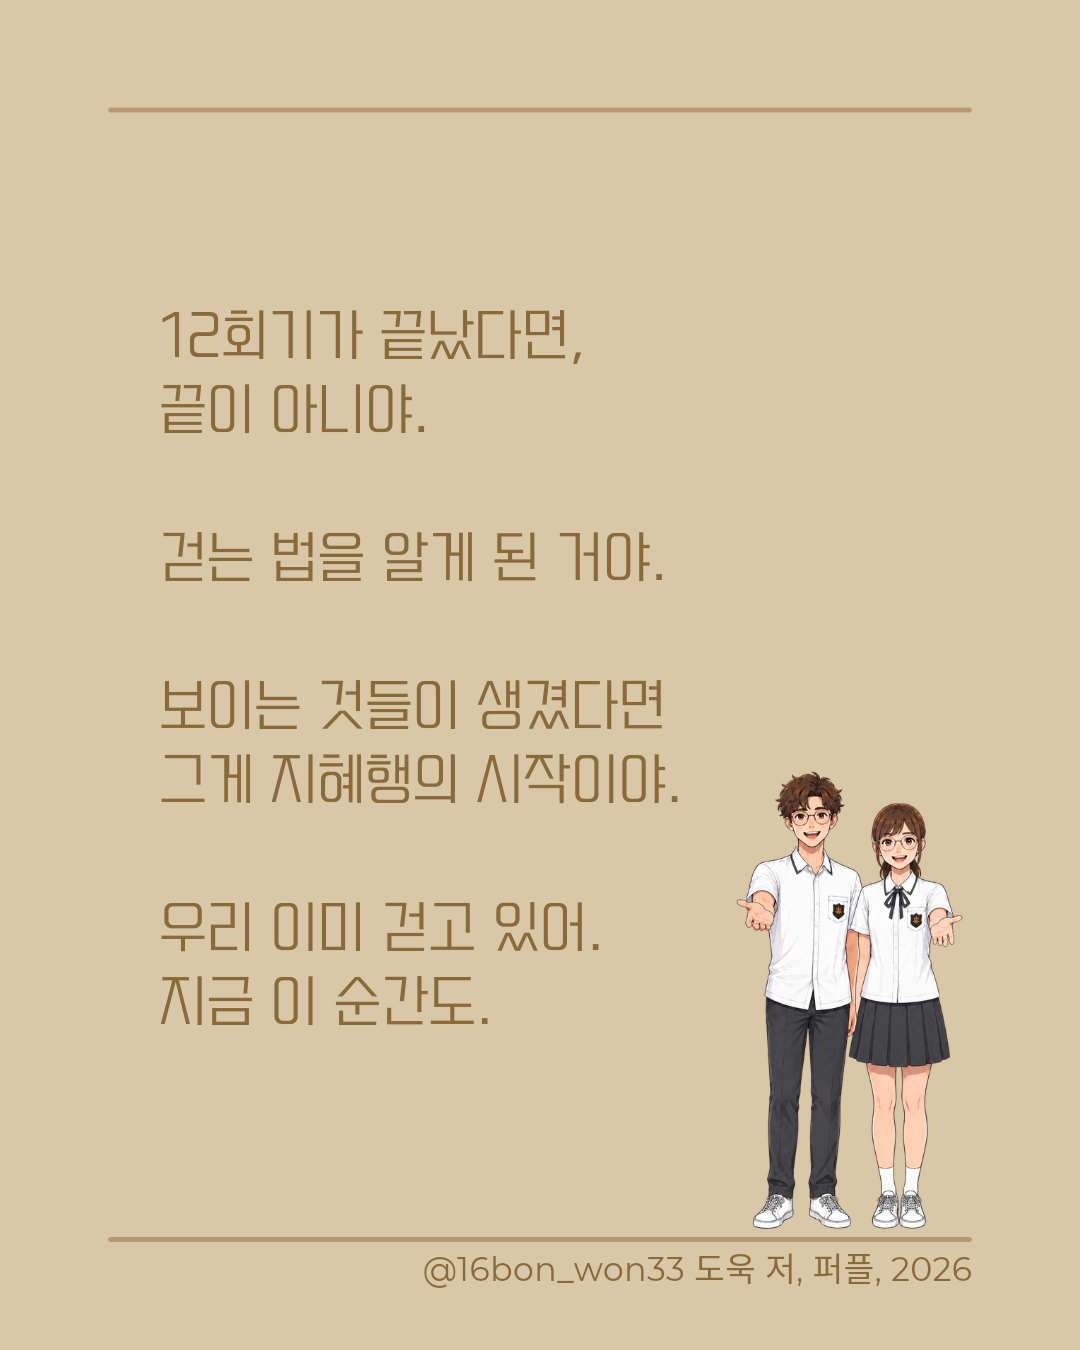 12회기가 끝났다면,
끝이 아니야.
걷는 법을 알게 된 거야.
보이는 것들이 생겼다면
그게 지혜행의 시작이야.
우리 이미 걷고 있어.
지금 이 순간도.
@16bon_won33 도욱 저, 퍼플, 2026